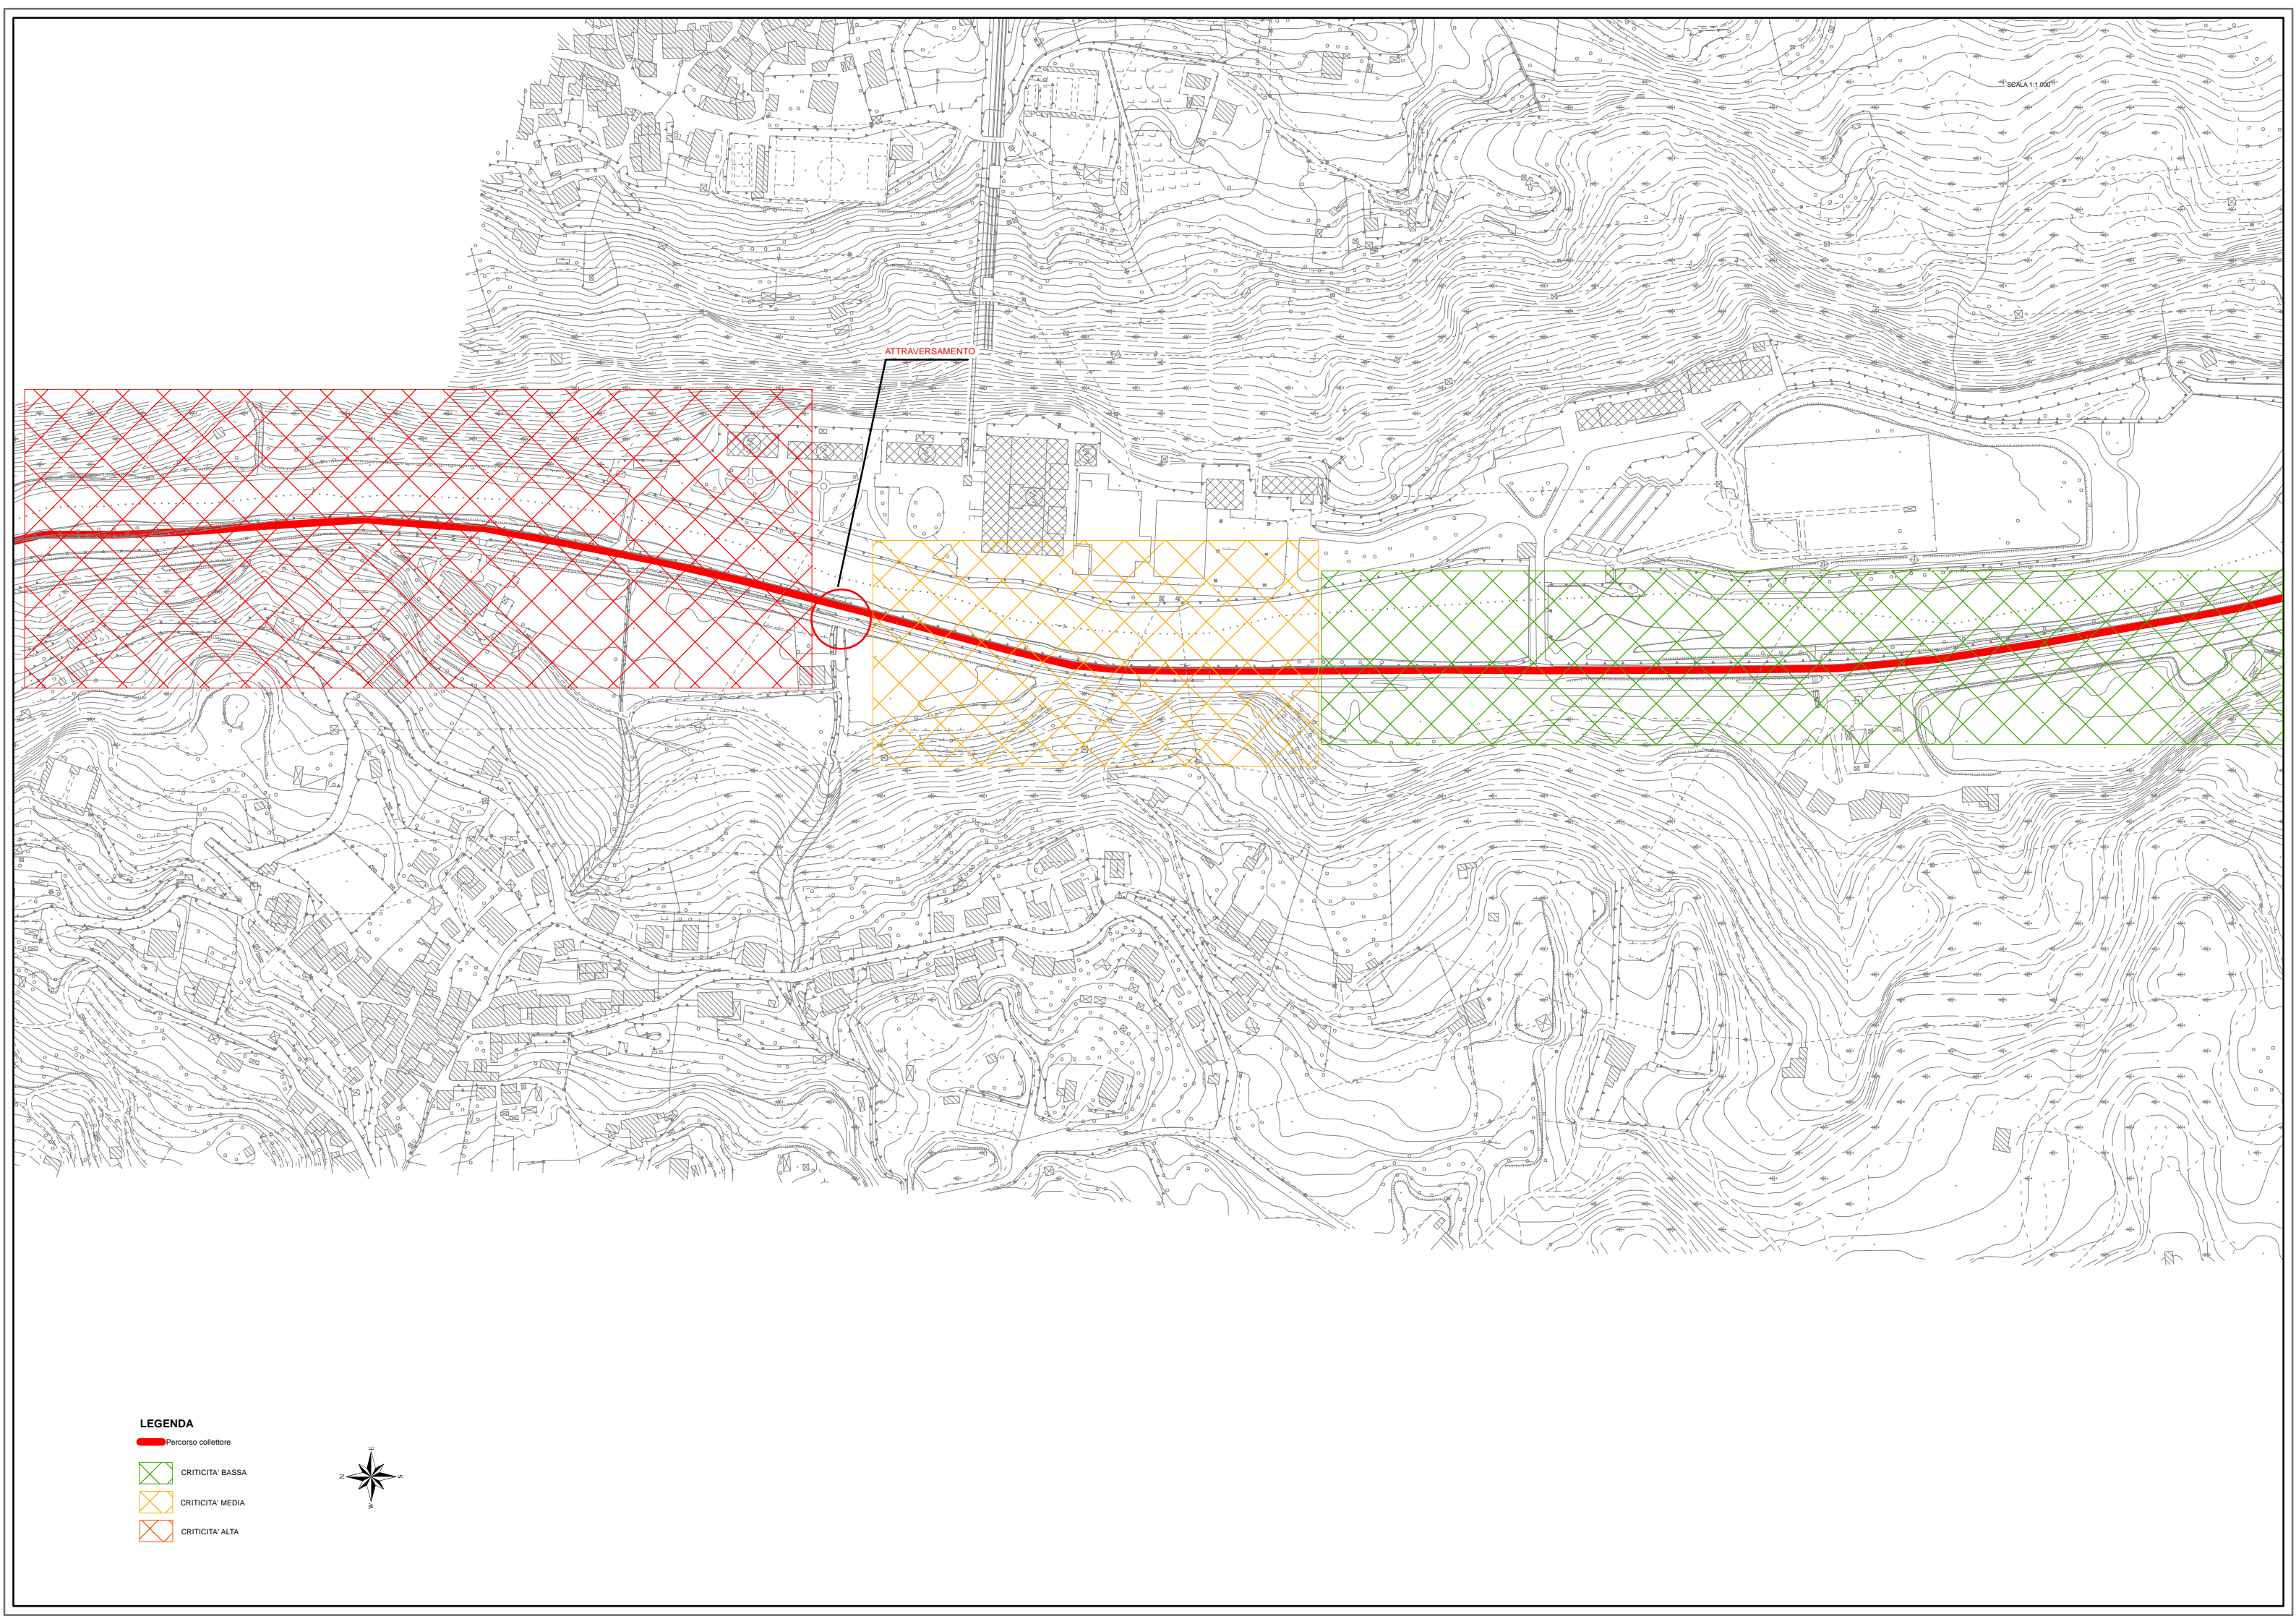 SCALA 1:1.000
ATTRAVERSAMENTO
LEGENDA
Percorso collettore
CRITICITA' BASSA
CRITICITA' MEDIA
CRITICITA' ALTA
E
N
S
W